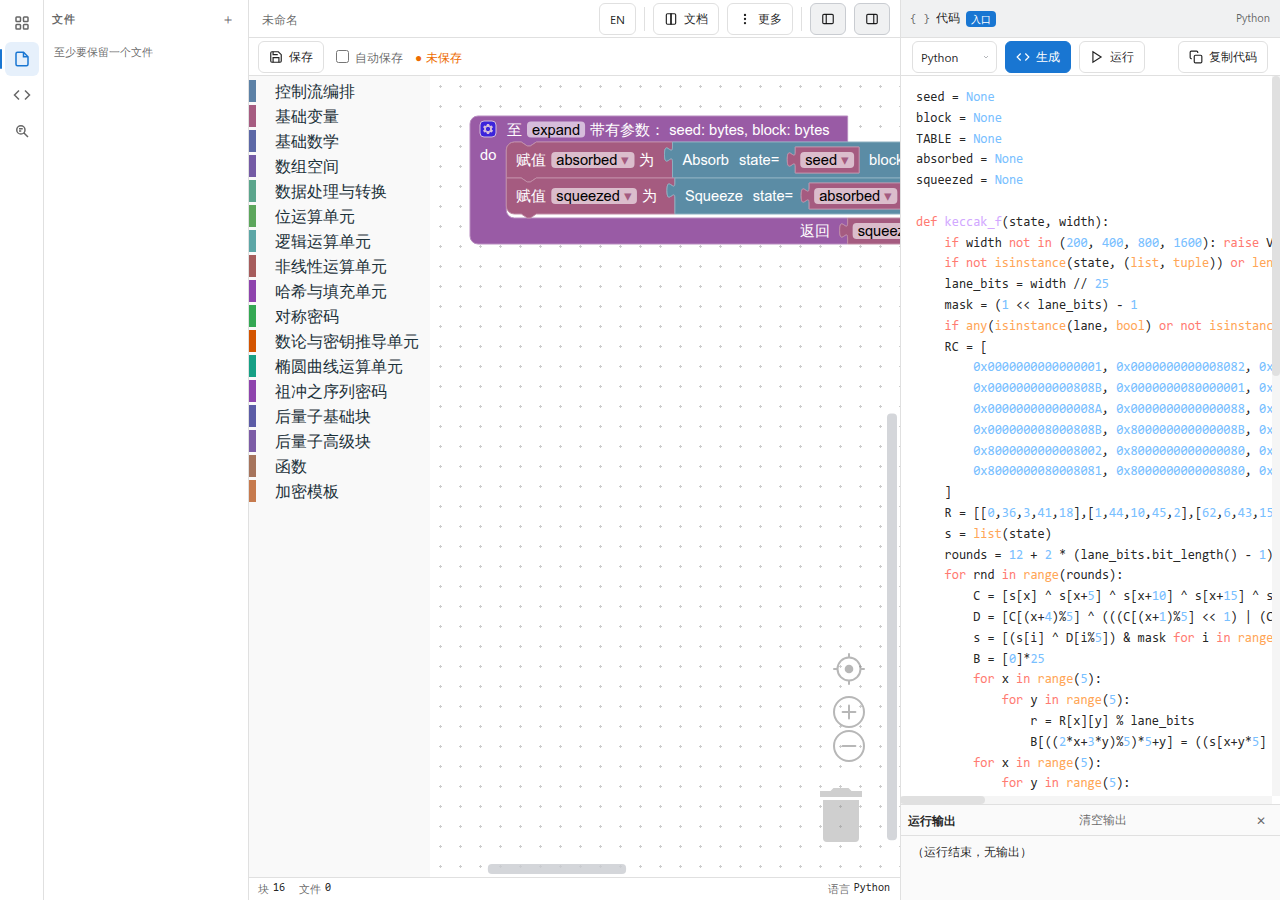 文件 +
至少要保留一个文件
未命名 EN 文档 更多
保存 自动保存 未保存
控制流编排
基础变量
基础数学
数组空间
数据处理与转换
位运算单元
逻辑运算单元
非线性运算单元
哈希与填充单元
对称密码
数论与密钥推导单元
椭圆曲线运算单元
祖冲之序列密码
后量子基础块
后量子高级块
函数
加密模板
至 expand 带有参数： seed: bytes, block: bytes
do 赋值 absorbed 为 Absorb state= seed block
赋值 squeezed 为 Squeeze state= absorbed
返回 squeez
块 16 文件 0 语言 Python
{ } 代码 入口 Python
Python 生成 运行 复制代码
seed = None
block = None
TABLE = None
absorbed = None
squeezed = None
def keccak_f(state, width):
if width not in (200, 400, 800, 1600): raise V
if not isinstance(state, (list, tuple)) or len
lane_bits = width // 25
mask = (1 << lane_bits) - 1
if any(isinstance(lane, bool) or not isinstanc
RC = [
0x0000000000000001, 0x0000000000008082, 0x
0x000000000000808B, 0x0000000080000001, 0x
0x000000000000008A, 0x0000000000000088, 0x
0x000000008000808B, 0x800000000000008B, 0x
0x8000000000008002, 0x8000000000000080, 0x
0x8000000080008081, 0x8000000000008080, 0x
]
R = [[0,36,3,41,18],[1,44,10,45,2],[62,6,43,15
s = list(state)
rounds = 12 + 2 * (lane_bits.bit_length() - 1)
for rnd in range(rounds):
C = [s[x] ^ s[x+5] ^ s[x+10] ^ s[x+15] ^ s
D = [C[(x+4)%5] ^ (((C[(x+1)%5] << 1) | (C
s = [(s[i] ^ D[i%5]) & mask for i in range
B = [0]*25
for x in range(5):
for y in range(5):
r = R[x][y] % lane_bits
B[((2*x+3*y)%5)*5+y] = ((s[x+y*5]
for x in range(5):
for y in range(5):
运行输出 清空输出 ×
（运行结束，无输出）